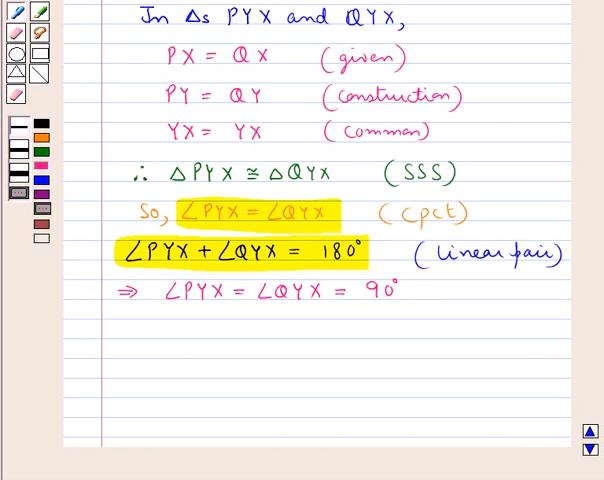 In Δs PYX and QYX,
PX = QX (given)
PY = QY (construction)
YX = YX (common)
∴ ΔPYX ≅ ΔQYX (SSS)
So, ∠PYX = ∠QYX (cpct)
∠PYX + ∠QYX = 180° (linear pair)
⇒ ∠PYX = ∠QYX = 90°